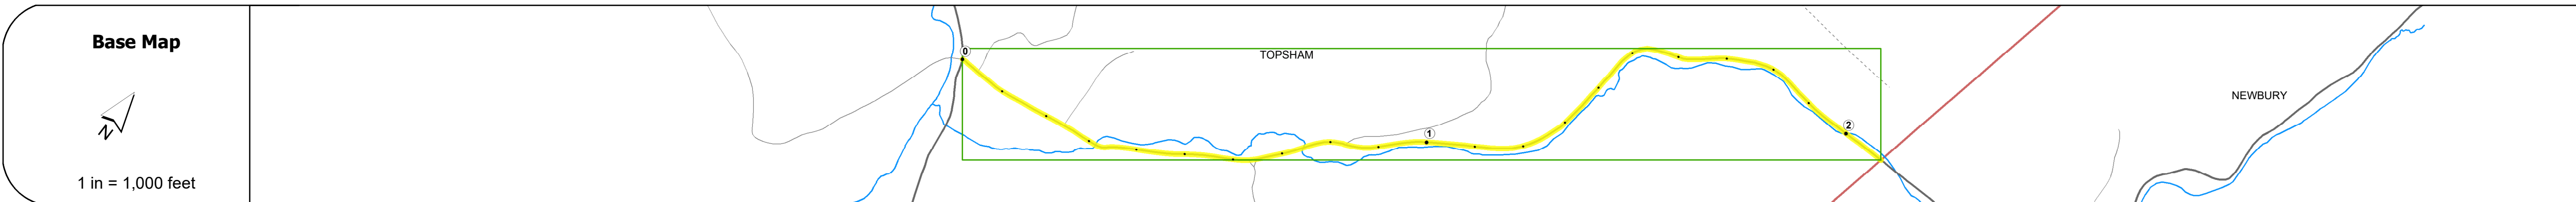 Base Map
N
1 in = 1,000 feet
0
TOPSHAM
1
2
NEWBURY